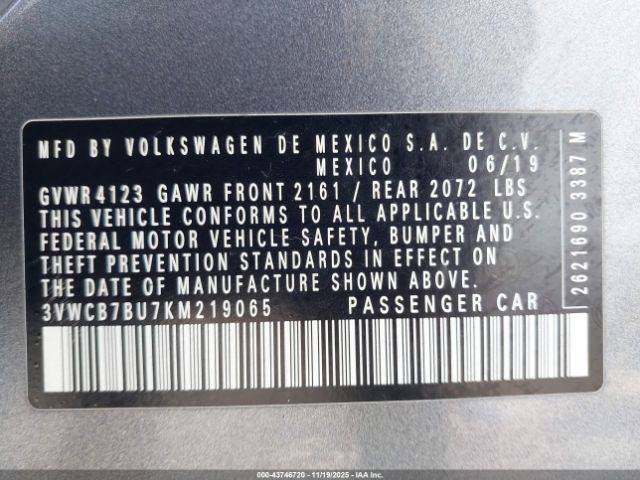 MFD BY VOLKSWAGEN DE MEXICO S.A. DE C.V.
MEXICO 06/19
GVWR 4123 GAWR FRONT 2161 / REAR 2072 LBS
THIS VEHICLE CONFORMS TO ALL APPLICABLE U.S.
FEDERAL MOTOR VEHICLE SAFETY, BUMPER AND
THEFT PREVENTION STANDARDS IN EFFECT ON
THE DATE OF MANUFACTURE SHOWN ABOVE.
3VWCB7BU7KM219065 PASSENGER CAR
2621690 3387 M
000-43746720 - 11/19/2025 - IAA Inc.